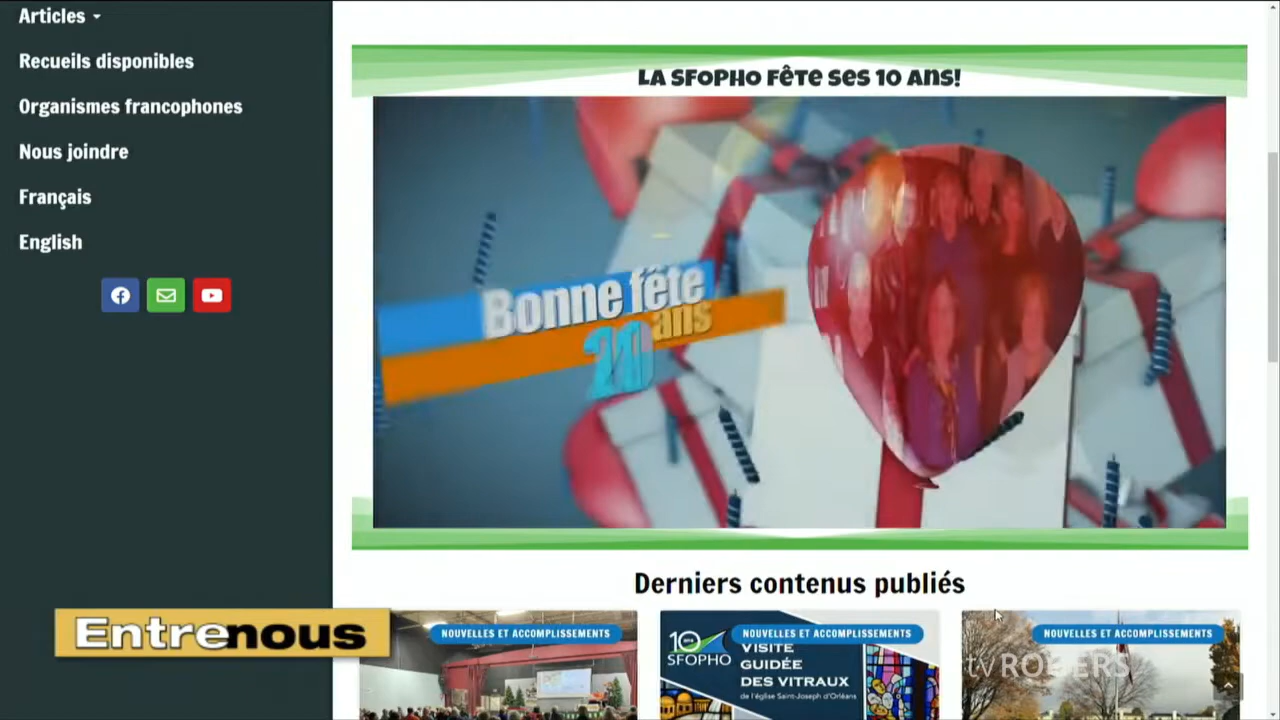 Articles
Recueils disponibles
Organismes francophones
Nous joindre
Français
English
LA SFOPHO FÊTE SES 10 ANS!
Bonne fête
ans
Derniers contenus publiés
NOUVELLES ET ACCOMPLISSEMENTS
10 ans
SFOPHO
NOUVELLES ET ACCOMPLISSEMENTS
VISITE
GUIDÉE
DES VITRAUX
de l'église Saint-Joseph d'Orléans
NOUVELLES ET ACCOMPLISSEMENTS
Entrenous
tvROGERS